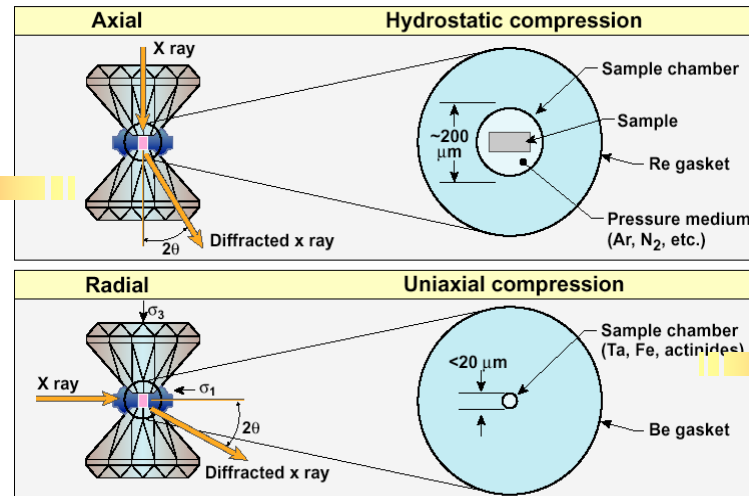 Axial Hydrostatic compression
X ray
Sample chamber
Sample
~200
μm
Re gasket
Pressure medium
(Ar, N₂, etc.)
2θ
Diffracted x ray
Radial Uniaxial compression
σ₃
Sample chamber
(Ta, Fe, actinides)
<20 μm
X ray
σ₁
2θ
Be gasket
Diffracted x ray